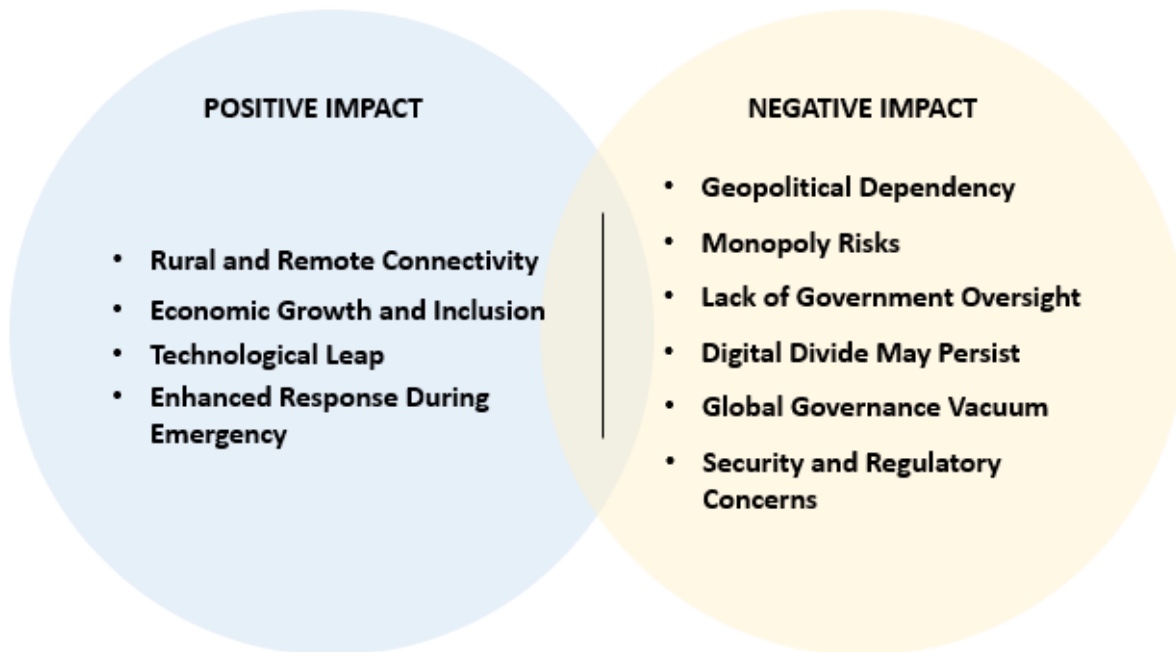 POSITIVE IMPACT
• Rural and Remote Connectivity
• Economic Growth and Inclusion
• Technological Leap
• Enhanced Response During
Emergency
NEGATIVE IMPACT
• Geopolitical Dependency
• Monopoly Risks
• Lack of Government Oversight
• Digital Divide May Persist
• Global Governance Vacuum
• Security and Regulatory
Concerns